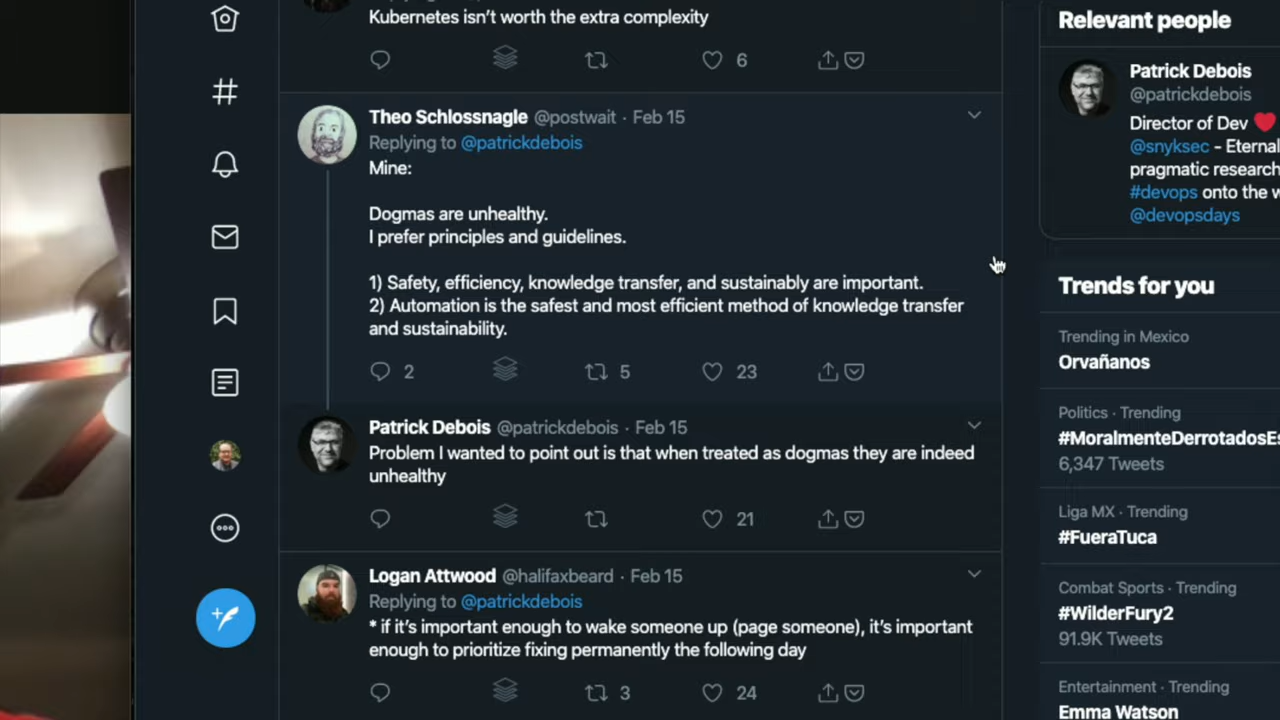 Kubernetes isn't worth the extra complexity
6
Theo Schlossnagle @postwait · Feb 15
Replying to @patrickdebois
Mine:
Dogmas are unhealthy.
I prefer principles and guidelines.
1) Safety, efficiency, knowledge transfer, and sustainably are important.
2) Automation is the safest and most efficient method of knowledge transfer
and sustainability.
2 5 23
Patrick Debois @patrickdebois · Feb 15
Problem I wanted to point out is that when treated as dogmas they are indeed
unhealthy
21
Logan Attwood @halifaxbeard · Feb 15
Replying to @patrickdebois
* if it's important enough to wake someone up (page someone), it's important
enough to prioritize fixing permanently the following day
3 24
Relevant people
Patrick Debois
@patrickdebois
Director of Dev ❤️
@snyksec - Eternal
pragmatic research
#devops onto the
@devopsdays
Trends for you
Trending in Mexico
Orvañanos
Politics · Trending
#MoralmenteDerrotadosEs
6,347 Tweets
Liga MX · Trending
#FueraTuca
Combat Sports · Trending
#WilderFury2
91.9K Tweets
Entertainment · Trending
Emma Watson